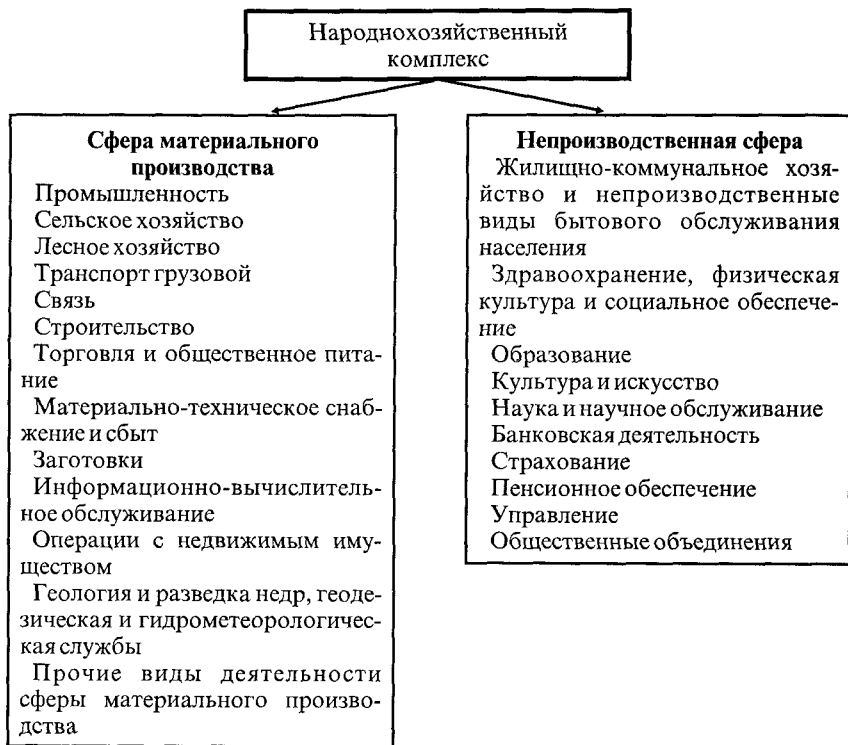 Народнохозяйственный
комплекс
Сфера материального
производства
Промышленность
Сельское хозяйство
Лесное хозяйство
Транспорт грузовой
Связь
Строительство
Торговля и общественное пита-
ние
Материально-техническое снаб-
жение и сбыт
Заготовки
Информационно-вычислитель-
ное обслуживание
Операции с недвижимым иму-
ществом
Геология и разведка недр, геоде-
зическая и гидрометеорологичес-
кая службы
Прочие виды деятельности
сферы материального произво-
дства
Непроизводственная сфера
Жилищно-коммунальное хозя-
йство и непроизводственные
виды бытового обслуживания
населения
Здравоохранение, физическая
культура и социальное обеспече-
ние
Образование
Культура и искусство
Наука и научное обслуживание
Банковская деятельность
Страхование
Пенсионное обеспечение
Управление
Общественные объединения